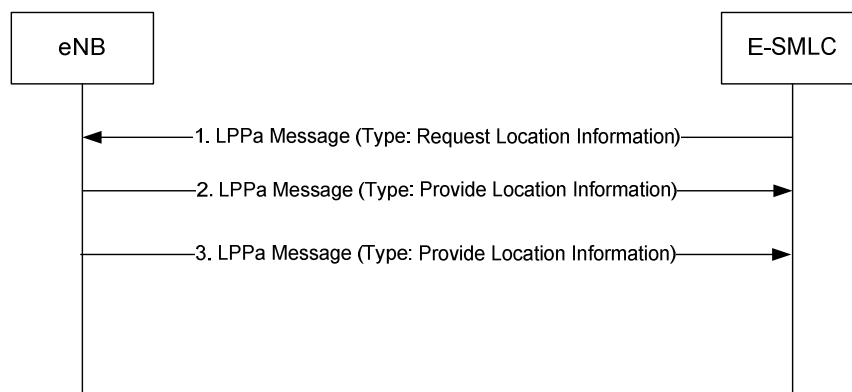 eNB
E-SMLC
1. LPPa Message (Type: Request Location Information)
2. LPPa Message (Type: Provide Location Information)
3. LPPa Message (Type: Provide Location Information)